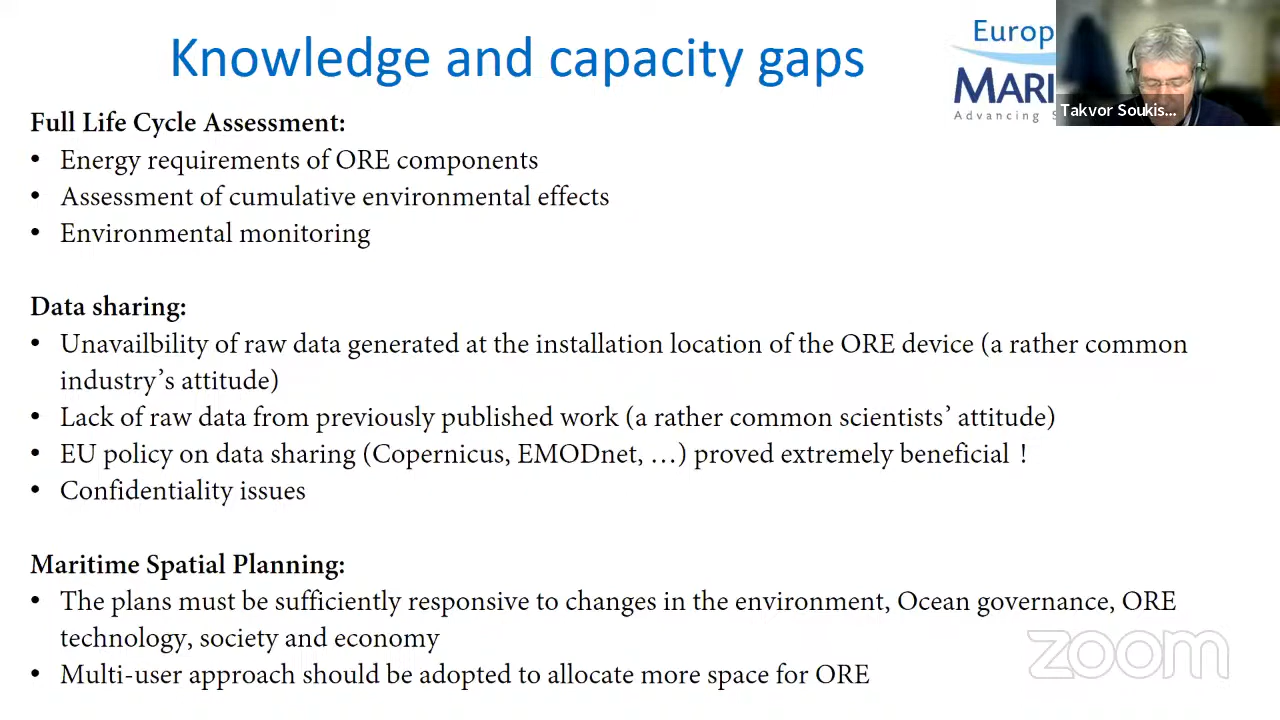 Knowledge and capacity gaps
Europ
MARI
Advancing
Takvor Soukis...
Full Life Cycle Assessment:
• Energy requirements of ORE components
• Assessment of cumulative environmental effects
• Environmental monitoring
Data sharing:
• Unavailbility of raw data generated at the installation location of the ORE device (a rather common
industry's attitude)
• Lack of raw data from previously published work (a rather common scientists' attitude)
• EU policy on data sharing (Copernicus, EMODnet, …) proved extremely beneficial !
• Confidentiality issues
Maritime Spatial Planning:
• The plans must be sufficiently responsive to changes in the environment, Ocean governance, ORE
technology, society and economy
• Multi-user approach should be adopted to allocate more space for ORE
zoom